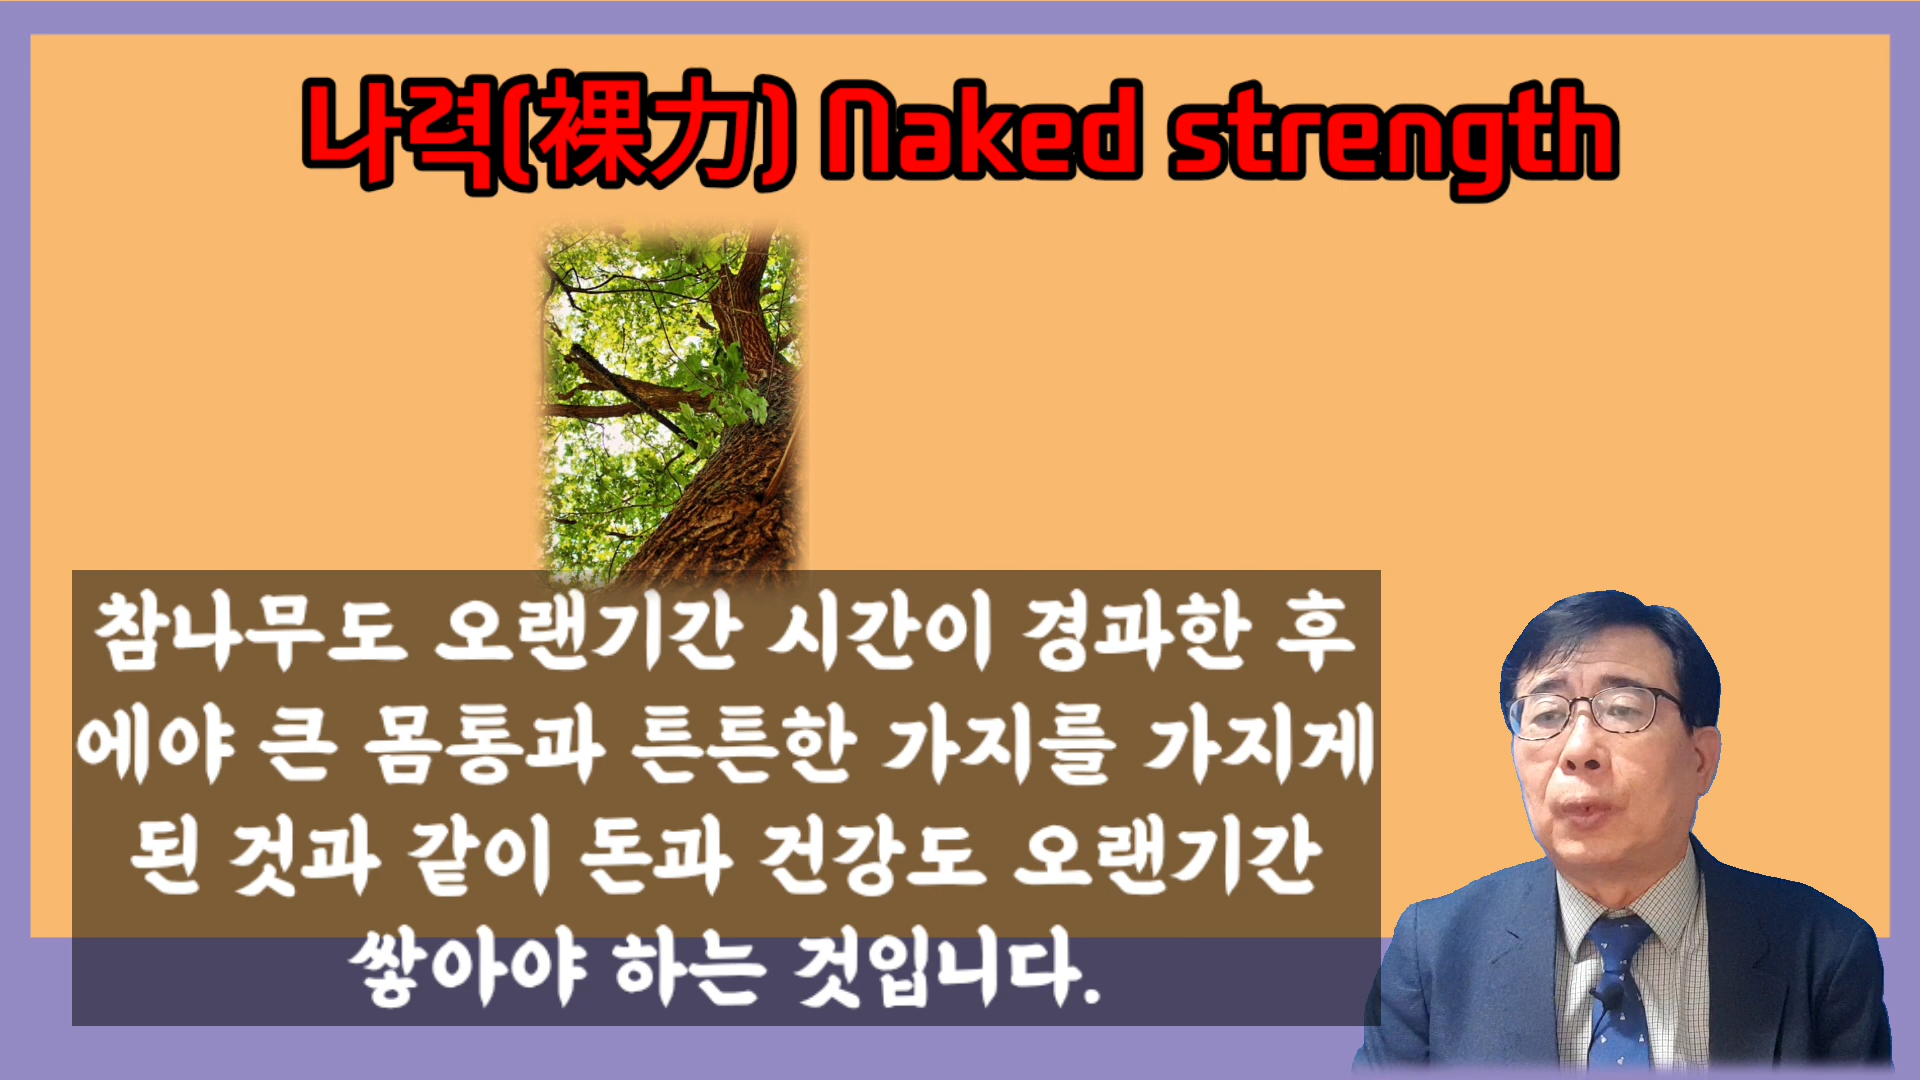 나력(裸力) Naked strength
참나무도 오랜기간 시간이 경과한 후
에야 큰 몸통과 튼튼한 가지를 가지게
된 것과 같이 돈과 건강도 오랜기간
쌓아야 하는 것입니다.